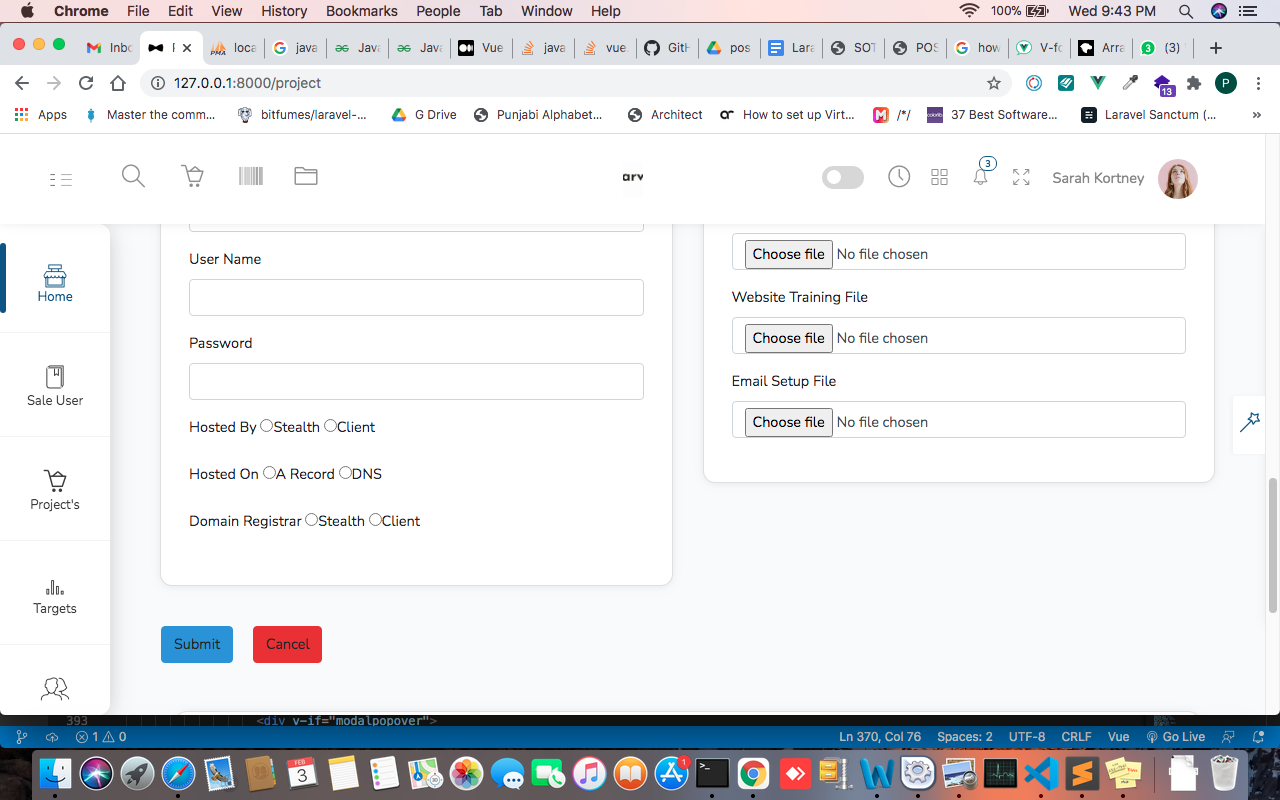 Chrome File Edit View History Bookmarks People Tab Window Help 100% Wed 9:43 PM
Inbc loca java Java Java Vue java vue. GitH pos Lara SOT POS how V-fo Arra (3)
127.0.0.1:8000/project P 13
Apps Master the comm... bitfumes/laravel-... G Drive Punjabi Alphabet... Architect How to set up Virt... /*/ 37 Best Software... Laravel Sanctum (... »
arv 3 Sarah Kortney
Home
Sale User
Project's
Targets
User Name
Password
Hosted By Stealth Client
Hosted On A Record DNS
Domain Registrar Stealth Client
Choose file No file chosen
Website Training File
Choose file No file chosen
Email Setup File
Choose file No file chosen
Submit Cancel
393 <div v-if="modalpopover">
1 0 Ln 370, Col 76 Spaces: 2 UTF-8 CRLF Vue Go Live
FEB
3
1